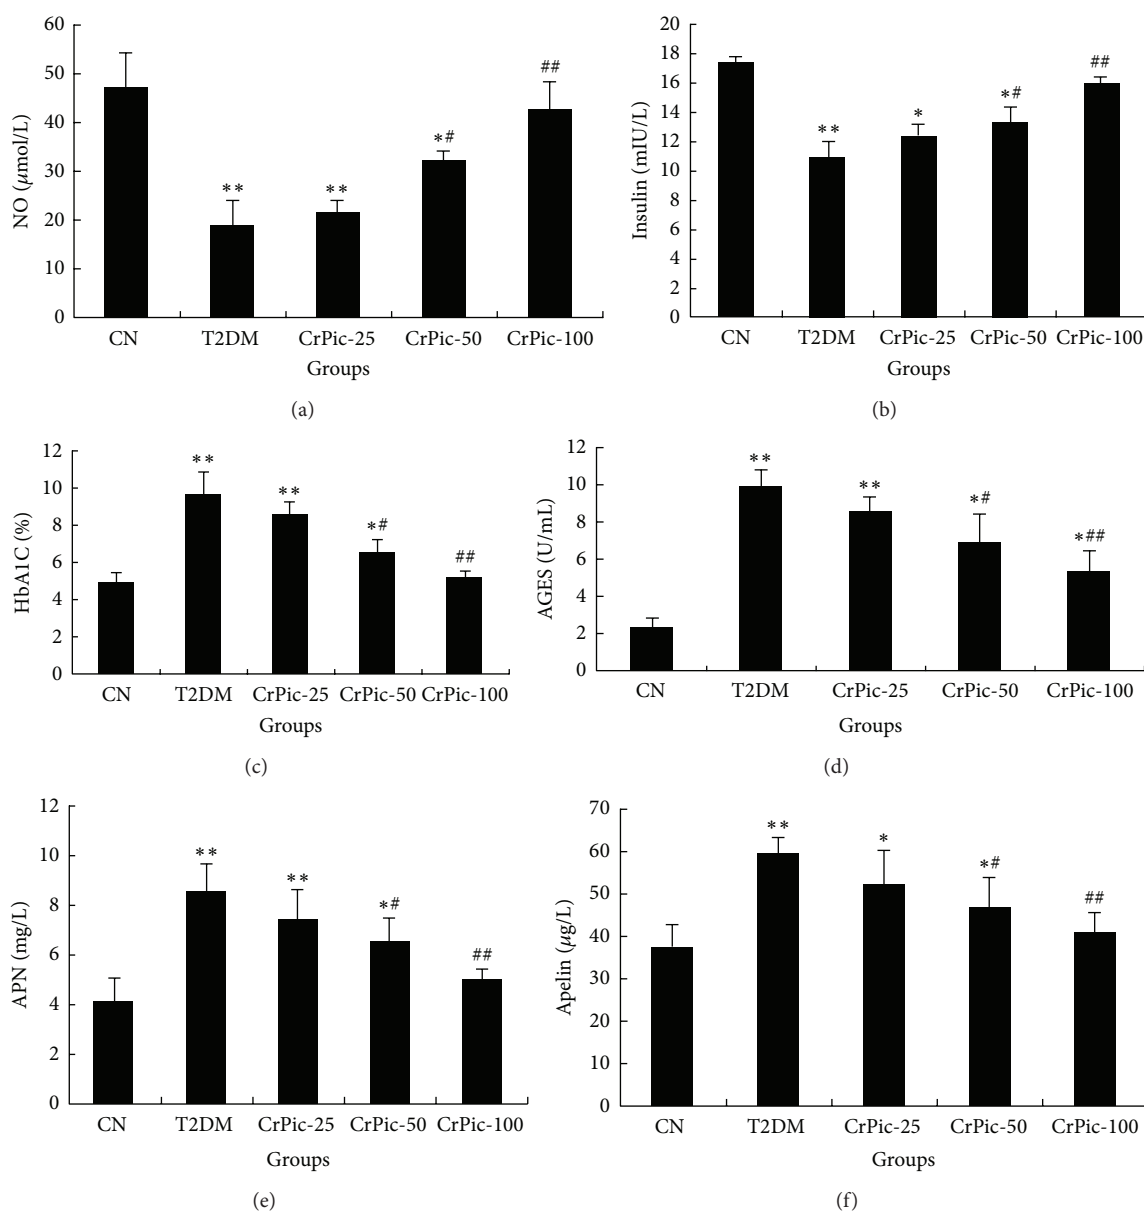 60
50
40
30
20
10
0
NO (μmol/L)
**
**
*#
##
CN T2DM CrPic-25 CrPic-50 CrPic-100
Groups
(a)
20
18
16
14
12
10
8
6
4
2
0
Insulin (mIU/L)
**
*
*#
##
CN T2DM CrPic-25 CrPic-50 CrPic-100
Groups
(b)
12
10
8
6
4
2
0
HbA1C (%)
**
**
*#
##
CN T2DM CrPic-25 CrPic-50 CrPic-100
Groups
(c)
12
10
8
6
4
2
0
AGES (U/mL)
**
**
*#
*##
CN T2DM CrPic-25 CrPic-50 CrPic-100
Groups
(d)
12
10
8
6
4
2
0
APN (mg/L)
**
**
*#
##
CN T2DM CrPic-25 CrPic-50 CrPic-100
Groups
(e)
70
60
50
40
30
20
10
0
Apelin (μg/L)
**
*
*#
##
CN T2DM CrPic-25 CrPic-50 CrPic-100
Groups
(f)